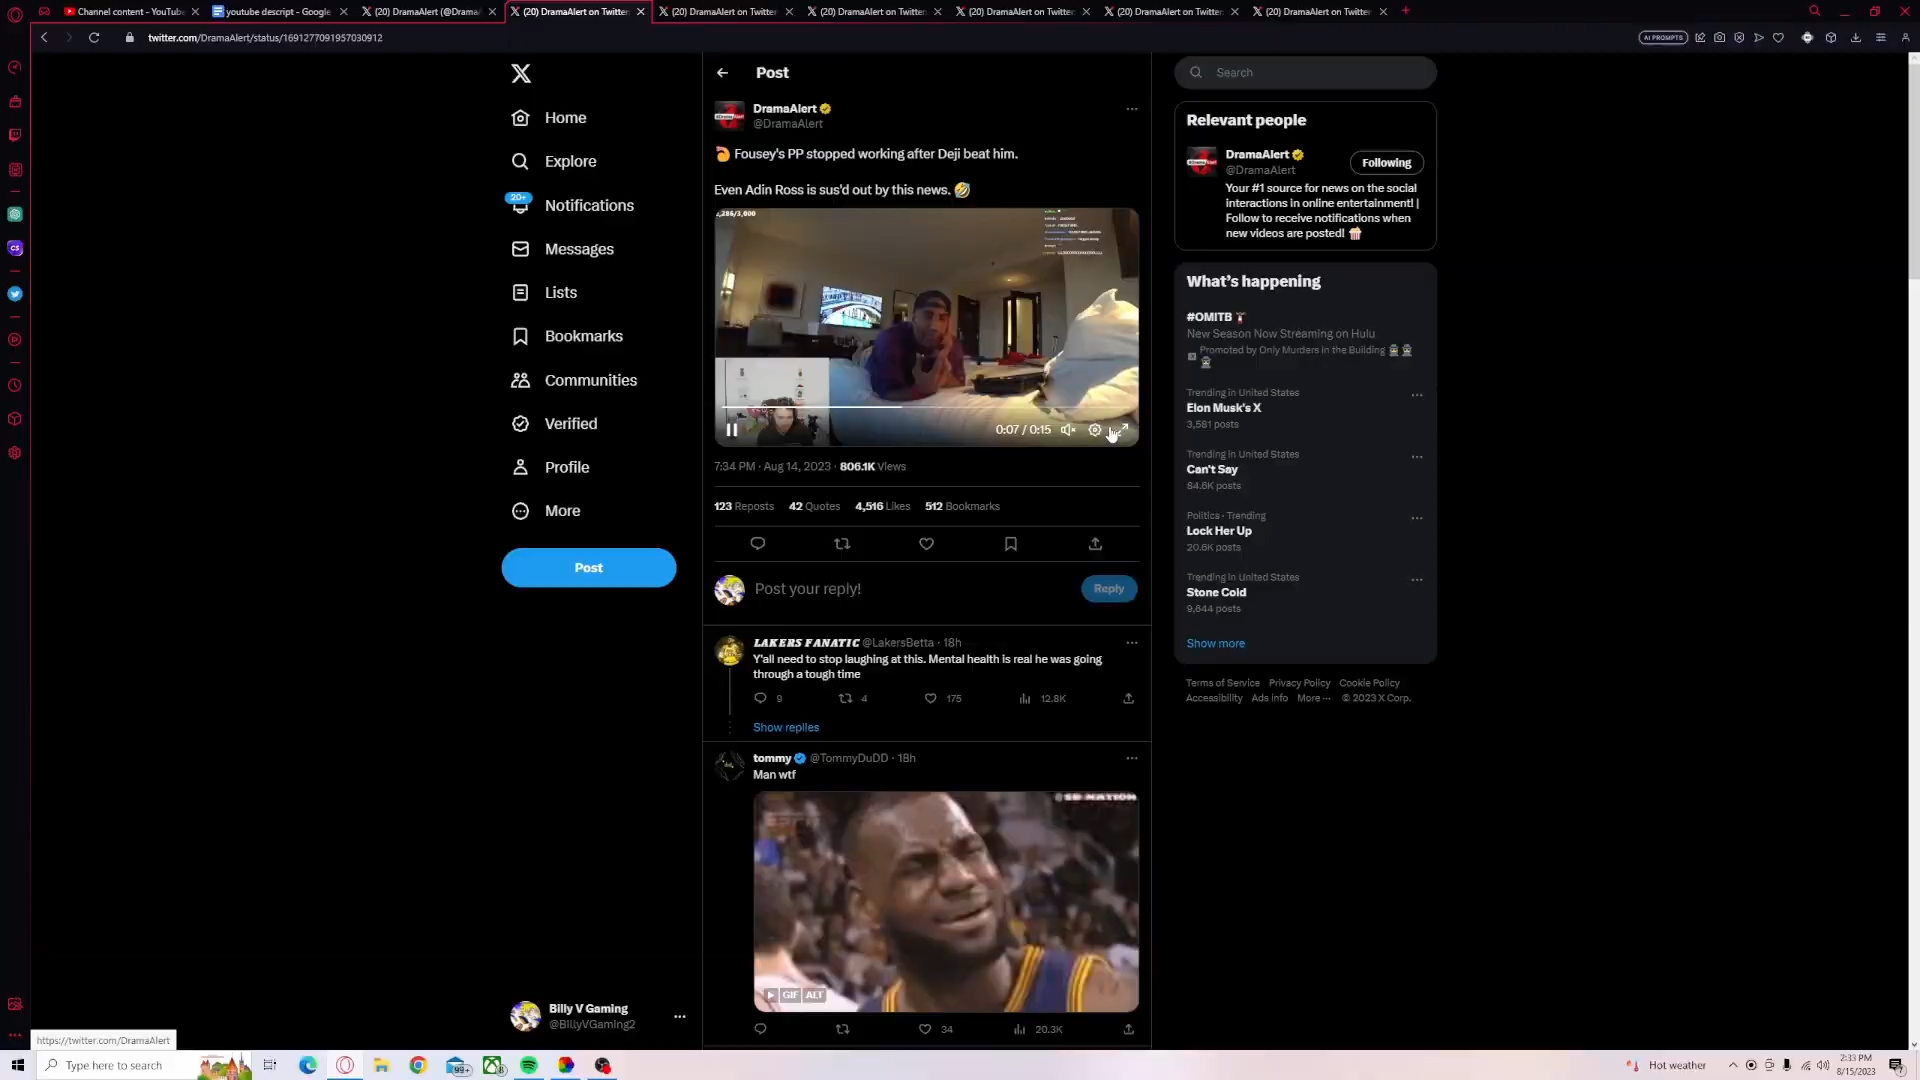 Channel content - YouTube
youtube descript - Google
(20) DramaAlert (@Drama
(20) DramaAlert on Twitter
(20) DramaAlert on Twitter
(20) DramaAlert on Twitter
(20) DramaAlert on Twitter
(20) DramaAlert on Twitter
(20) DramaAlert on Twitter
twitter.com/DramaAlert/status/1691277091957030912
AI PROMPTS
Home
Explore
20+
Notifications
Messages
Lists
Bookmarks
Communities
Verified
Profile
More
Post
Billy V Gaming
@BillyVGaming2
https://twitter.com/DramaAlert
Post
DramaAlert
@DramaAlert
Fousey's PP stopped working after Deji beat him.
Even Adin Ross is sus'd out by this news. 🤣
0:07 / 0:15
7:34 PM · Aug 14, 2023 · 806.1K Views
123 Reposts 42 Quotes 4,516 Likes 512 Bookmarks
Post your reply!
Reply
LAKERS FANATIC @LakersBetta · 18h
Y'all need to stop laughing at this. Mental health is real he was going
through a tough time
9 4 175 12.8K
Show replies
tommy @TommyDuDD · 18h
Man wtf
SB NATION
GIF ALT
34 20.3K
Search
Relevant people
DramaAlert
@DramaAlert
Following
Your #1 source for news on the social
interactions in online entertainment! |
Follow to receive notifications when
new videos are posted! 🍿
What's happening
#OMITB
New Season Now Streaming on Hulu
Promoted by Only Murders in the Building
Trending in United States
Elon Musk's X
3,581 posts
Trending in United States
Can't Say
84.6K posts
Politics · Trending
Lock Her Up
20.6K posts
Trending in United States
Stone Cold
9,644 posts
Show more
Terms of Service Privacy Policy Cookie Policy
Accessibility Ads info More ··· © 2023 X Corp.
Type here to search
99+
8
Hot weather
2:33 PM
8/15/2023